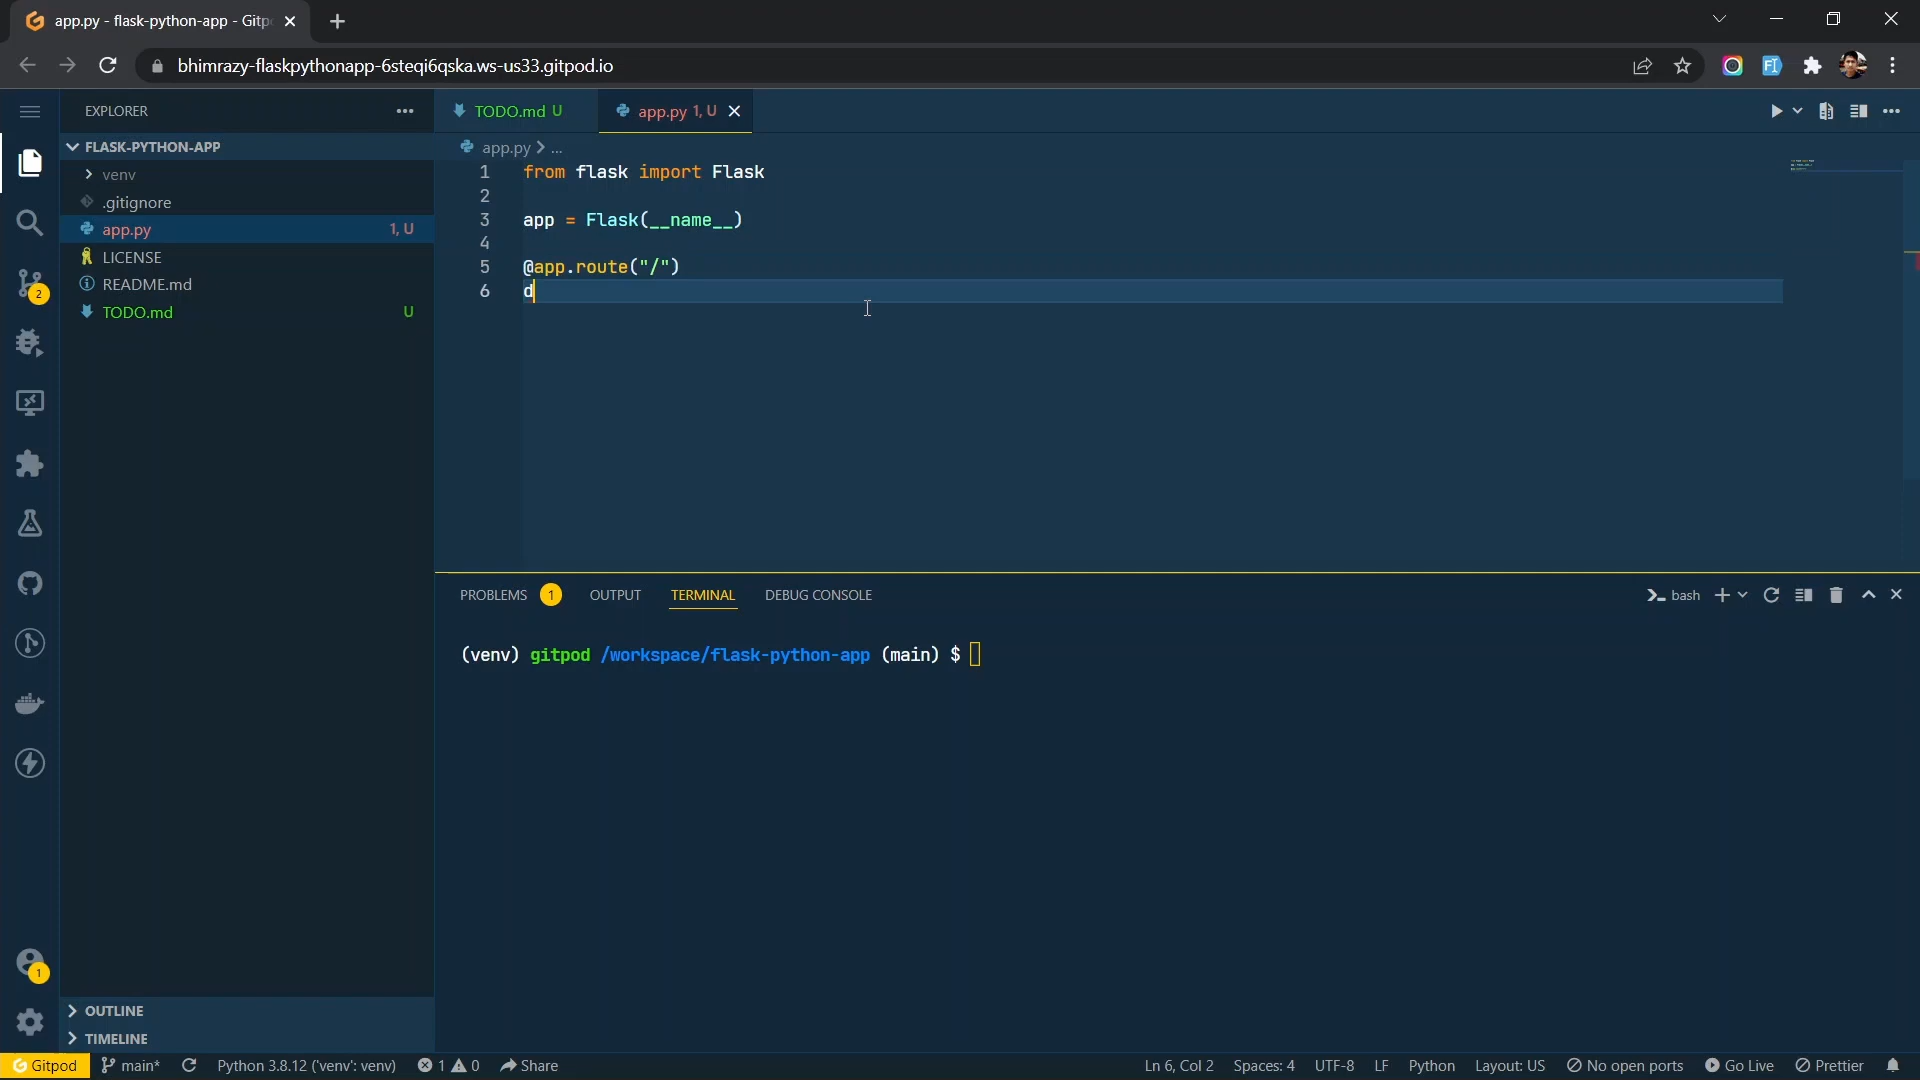 app.py - flask-python-app - Gitp
bhimrazy-flaskpythonapp-6steqi6qska.ws-us33.gitpod.io
EXPLORER
FLASK-PYTHON-APP
venv
.gitignore
app.py 1, U
LICENSE
README.md
TODO.md U
OUTLINE
TIMELINE
2
1
TODO.md U
app.py 1, U
app.py > ...
1 from flask import Flask
2
3 app = Flask(__name__)
4
5 @app.route("/")
6 d
PROBLEMS 1 OUTPUT TERMINAL DEBUG CONSOLE
bash
(venv) gitpod /workspace/flask-python-app (main) $
Gitpod main* Python 3.8.12 ('venv': venv) 1 0 Share
Ln 6, Col 2 Spaces: 4 UTF-8 LF Python Layout: US No open ports Go Live Prettier